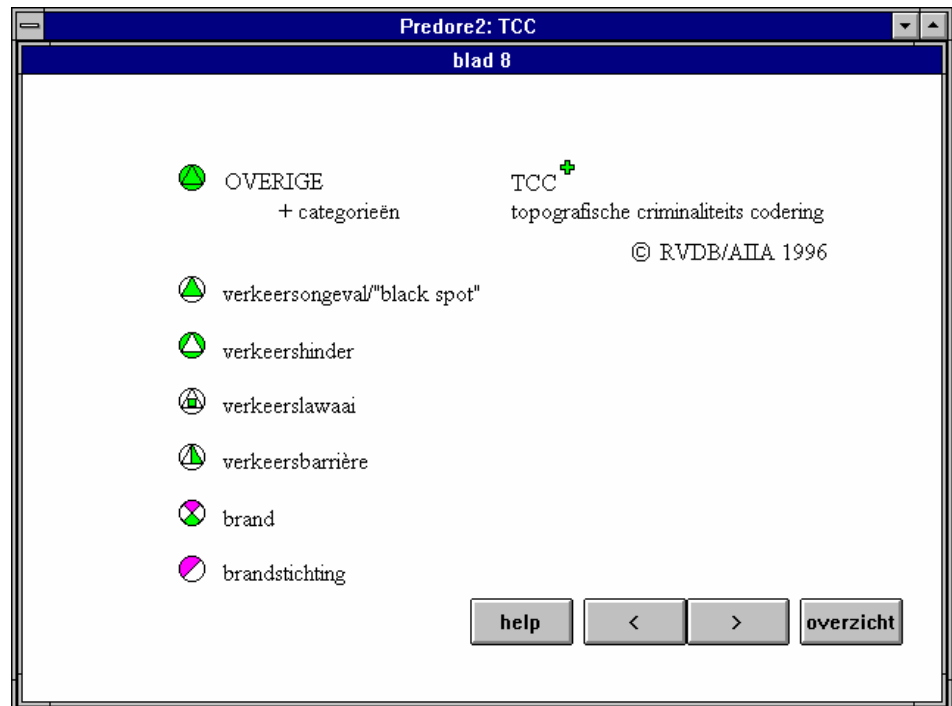 Predore2: TCC
blad 8
OVERIGE
+ categorieën
TCC+
topografische criminaliteits codering
© RVDB/AIIA 1996
verkeersongeval/"black spot"
verkeershinder
verkeerslawaai
verkeersbarrière
brand
brandstichting
help
<
>
overzicht